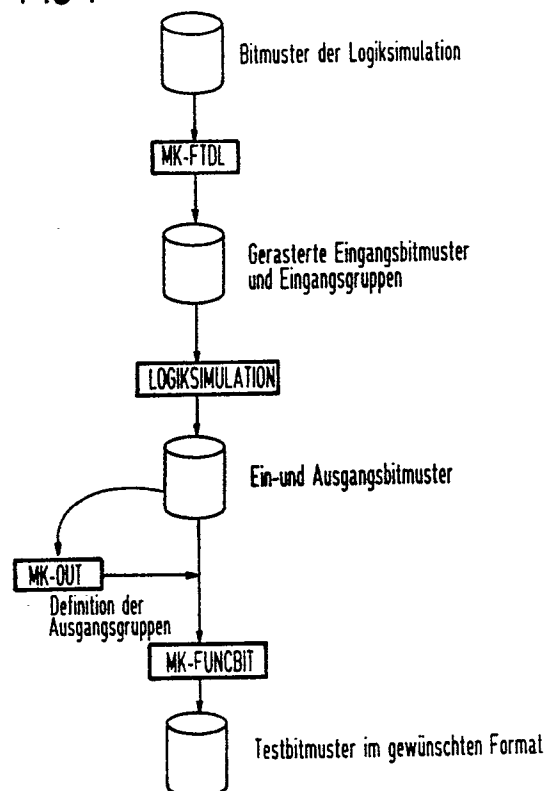 Bitmuster der Logiksimulation
MK-FTDL
Gerasterte Eingangsbitmuster
und Eingangsgruppen
LOGIKSIMULATION
Ein-und Ausgangsbitmuster
MK-OUT
Definition der
Ausgangsgruppen
MK-FUNCBIT
Testbitmuster im gewünschten Format